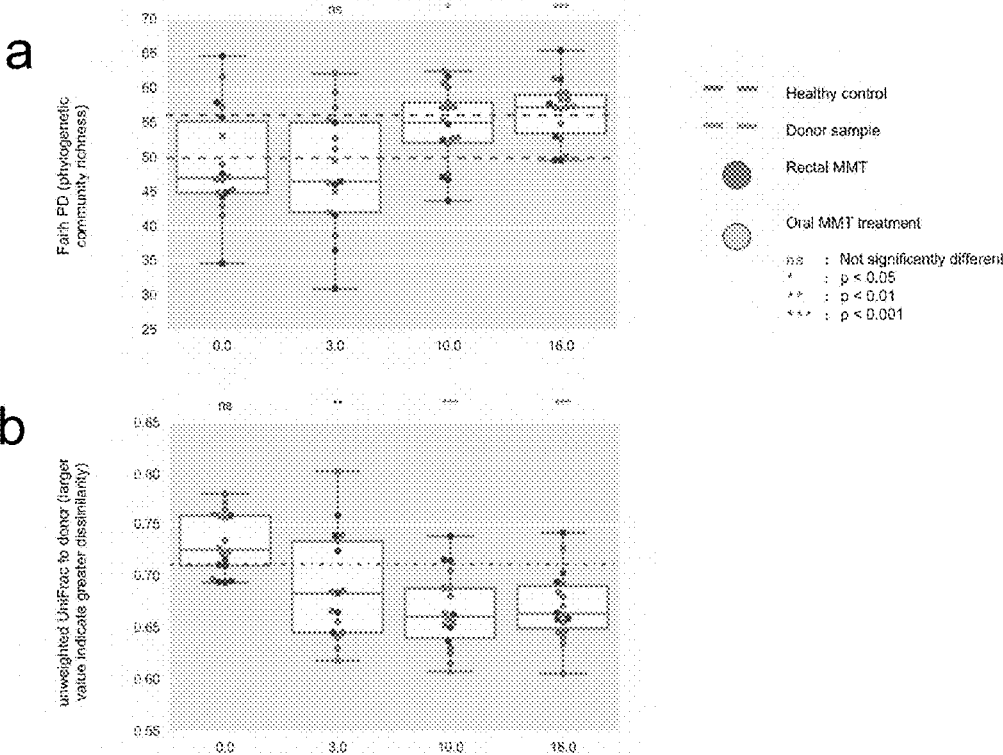 a
ns * ***
Faith PD (phylogenetic
community richness)
70
65
60
55
50
45
40
35
30
25
0.0 3.0 10.0 18.0
Healthy control
Donor sample
Rectal MMT
Oral MMT treatment
ns : Not significantly different
* : p < 0.05
** : p < 0.01
*** : p < 0.001
b
ns ** *** ***
unweighted UniFrac to donor (larger
value indicate greater dissimilarity)
0.85
0.80
0.75
0.70
0.65
0.60
0.55
0.0 3.0 10.0 18.0